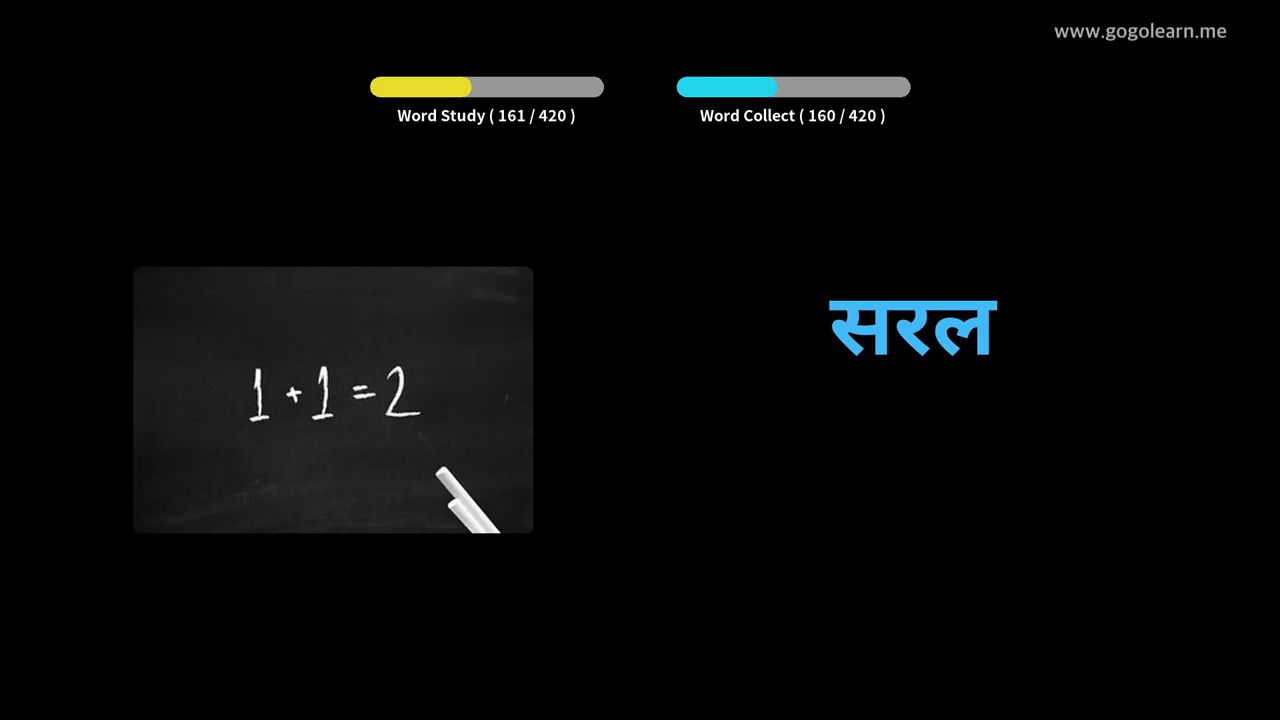 www.gogolearn.me
Word Study ( 161 / 420 )
Word Collect ( 160 / 420 )
1 + 1 = 2
सरल